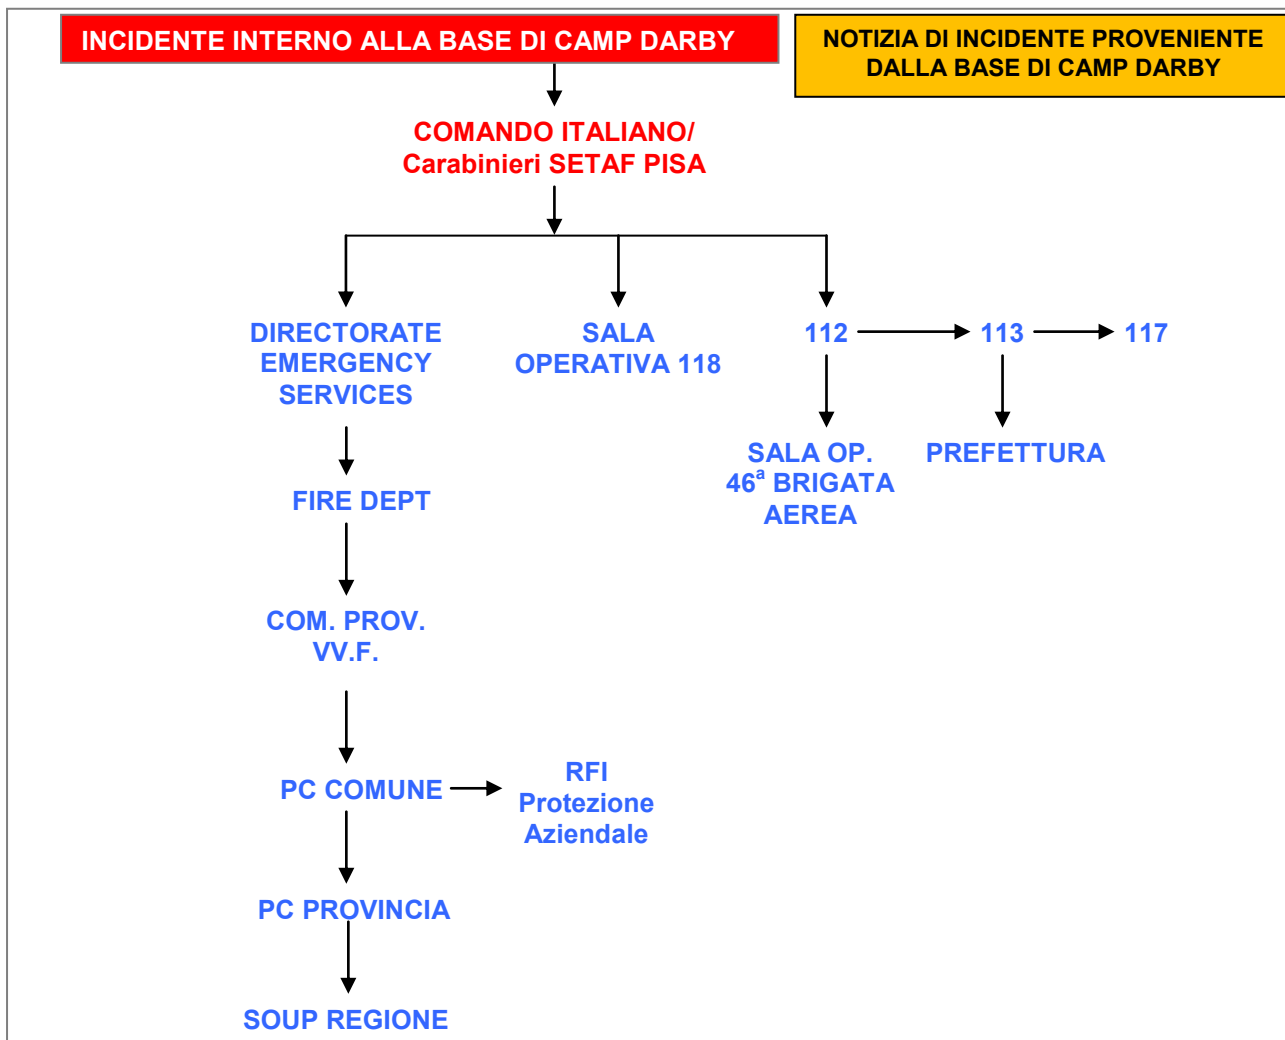 INCIDENTE INTERNO ALLA BASE DI CAMP DARBY
NOTIZIA DI INCIDENTE PROVENIENTE
DALLA BASE DI CAMP DARBY
COMANDO ITALIANO/
Carabinieri SETAF PISA
DIRECTORATE
EMERGENCY
SERVICES
SALA
OPERATIVA 118
112
113
117
SALA OP.
46ª BRIGATA
AEREA
PREFETTURA
FIRE DEPT
COM. PROV.
VV.F.
PC COMUNE
RFI
Protezione
Aziendale
PC PROVINCIA
SOUP REGIONE